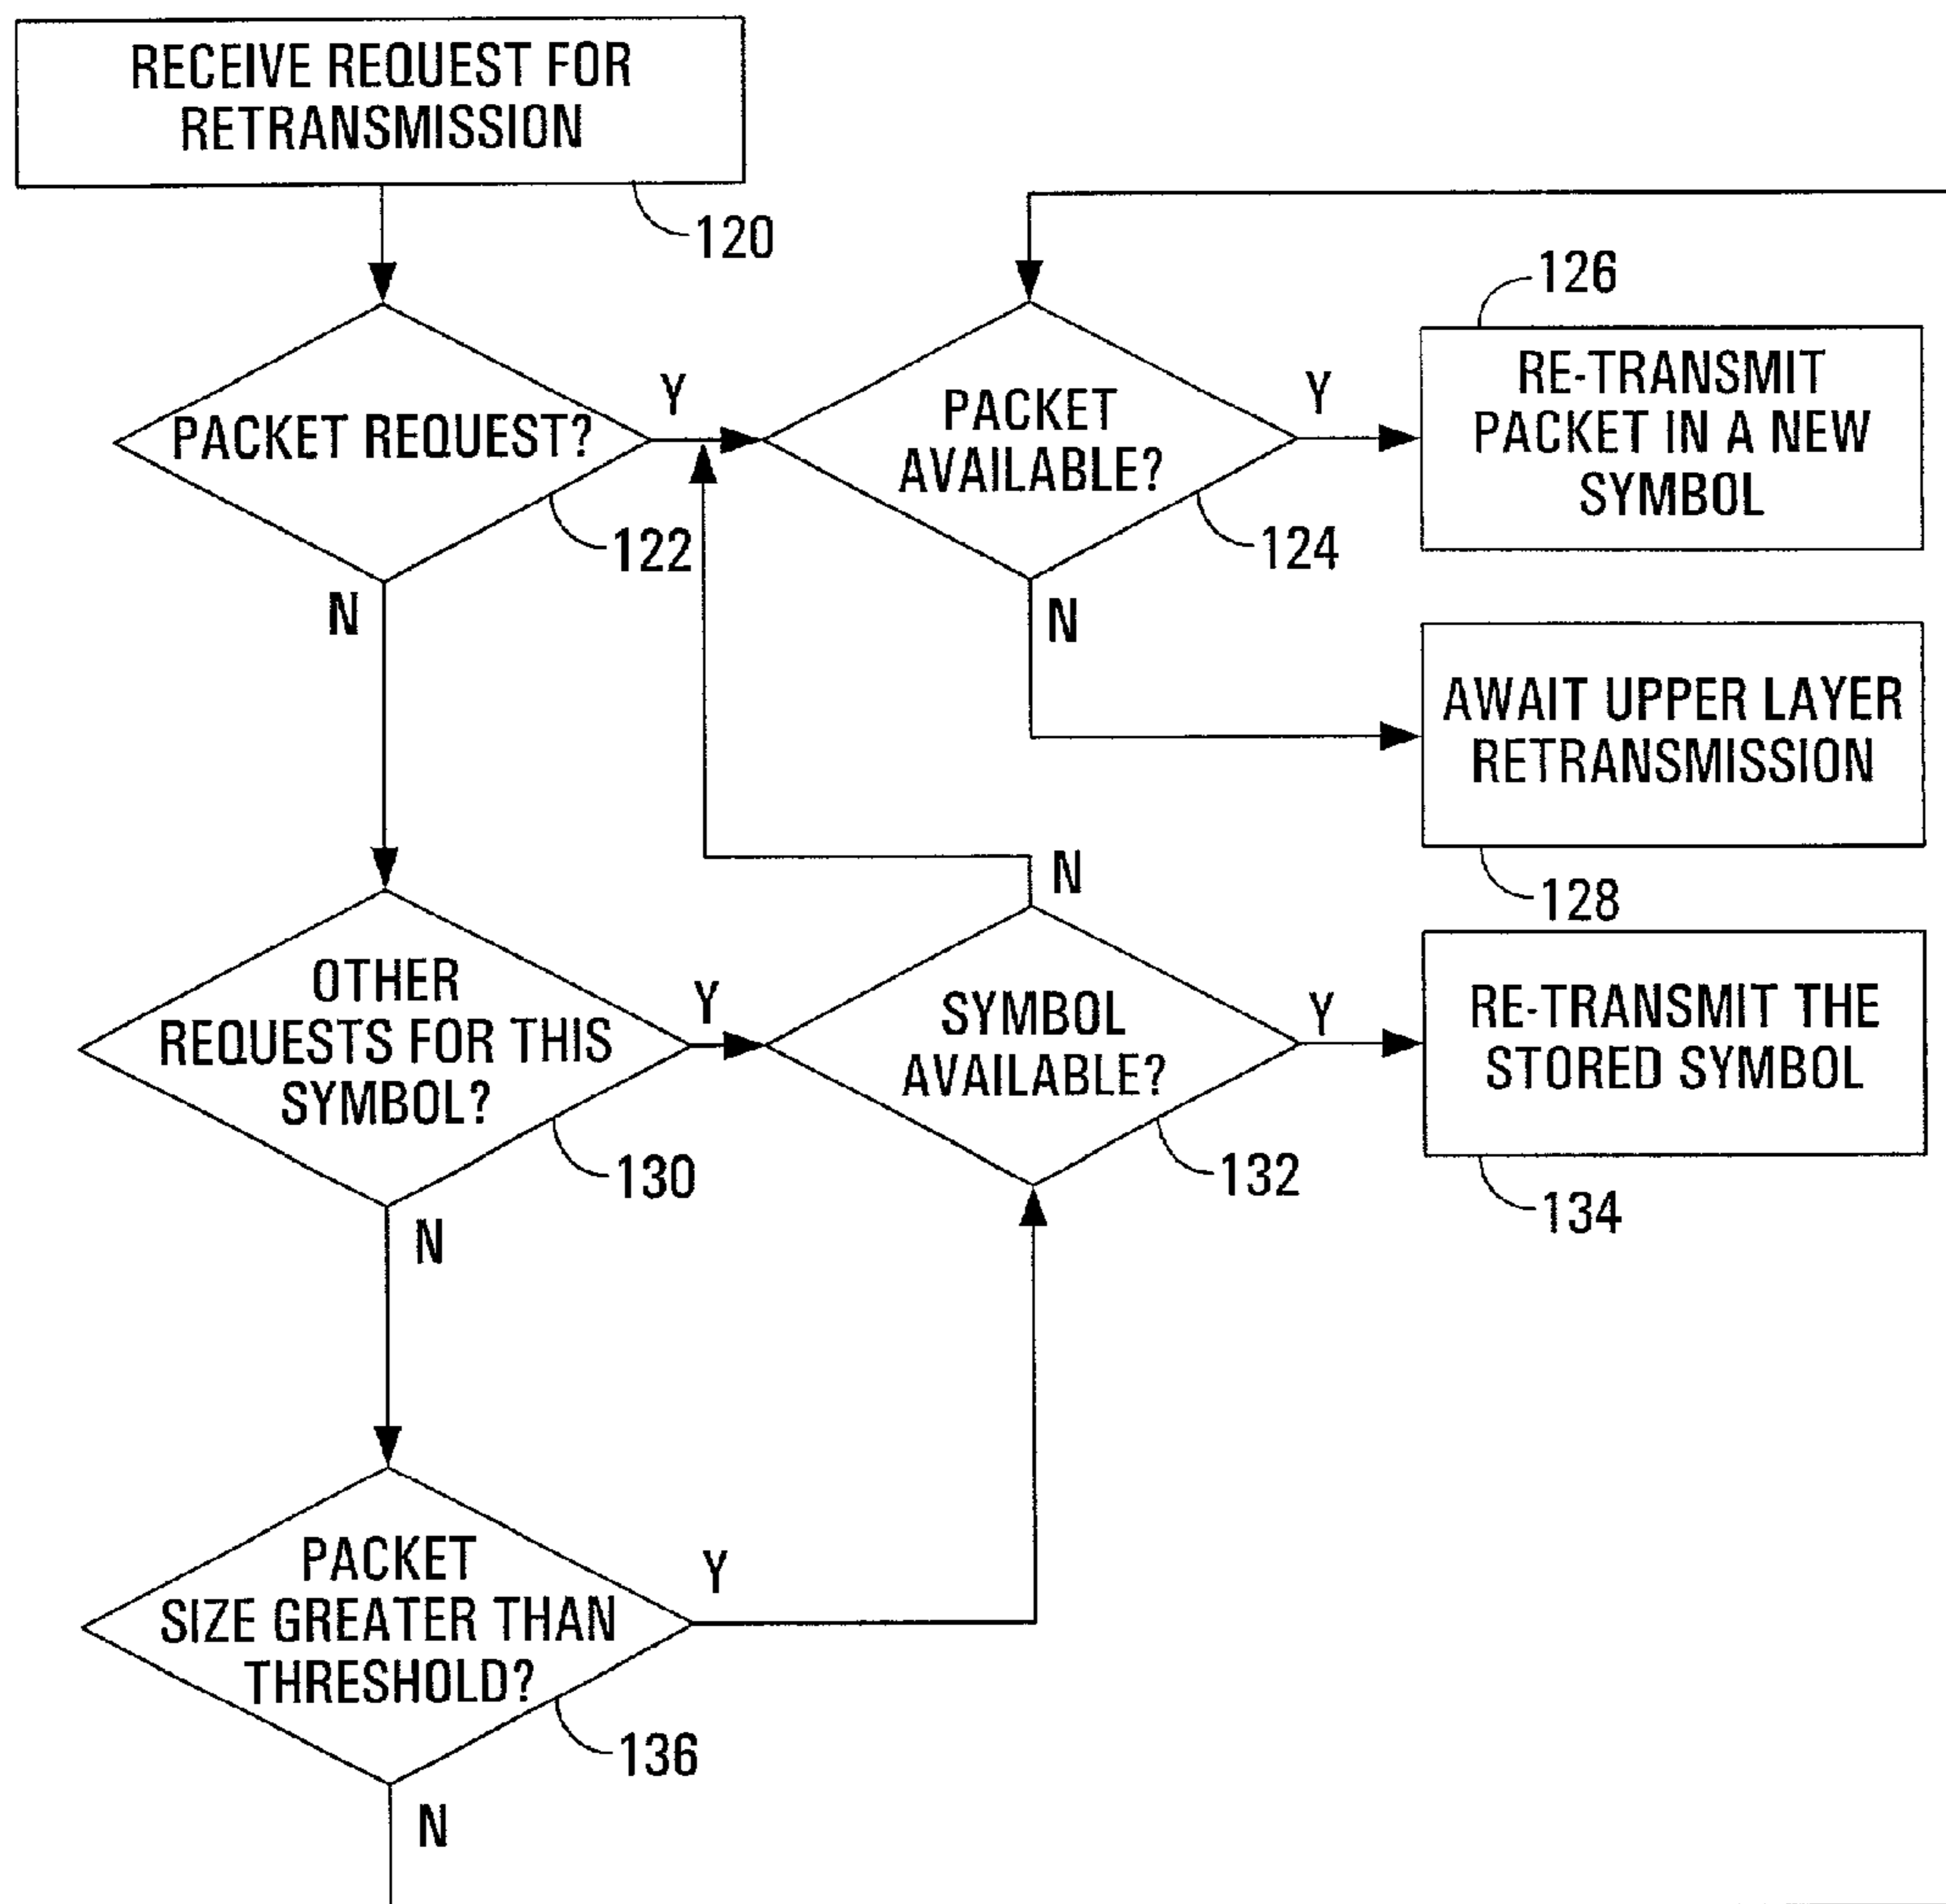 RECEIVE REQUEST FOR
RETRANSMISSION
120
126
PACKET REQUEST?
Y
122
N
PACKET
AVAILABLE?
Y
124
N
RE-TRANSMIT
PACKET IN A NEW
SYMBOL
AWAIT UPPER LAYER
RETRANSMISSION
128
OTHER
REQUESTS FOR THIS
SYMBOL?
Y
130
N
N
SYMBOL
AVAILABLE?
Y
132
RE-TRANSMIT THE
STORED SYMBOL
134
PACKET
SIZE GREATER THAN
THRESHOLD?
Y
136
N